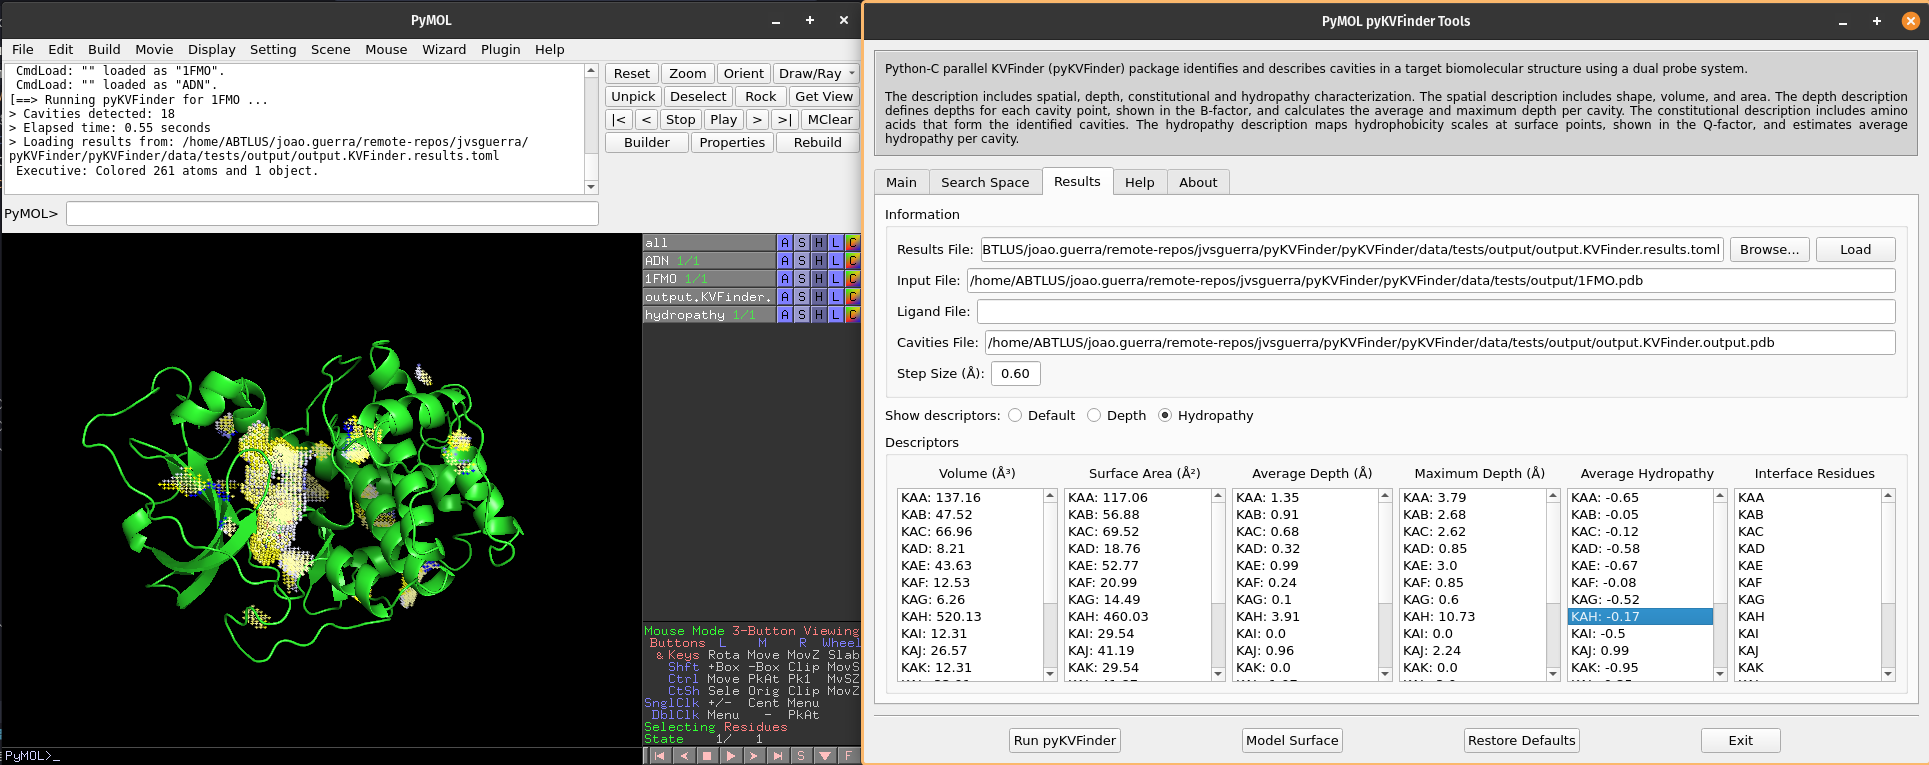 PyMOL
File Edit Build Movie Display Setting Scene Mouse Wizard Plugin Help
CmdLoad: "" loaded as "1FMO".
CmdLoad: "" loaded as "ADN".
[==> Running pyKVFinder for 1FMO ...
> Cavities detected: 18
> Elapsed time: 0.55 seconds
> Loading results from: /home/ABTLUS/joao.guerra/remote-repos/jvsguerra/
pyKVFinder/pyKVFinder/data/tests/output/output.KVFinder.results.toml
Executive: Colored 261 atoms and 1 object.
PyMOL>
Reset Zoom Orient Draw/Ray
Unpick Deselect Rock Get View
|< < Stop Play > >| MClear
Builder Properties Rebuild
all A S H L C
ADN 1/1 A S H L C
1FMO 1/1 A S H L C
output.KVFinder. A S H L C
hydropathy 1/1 A S H L C
Mouse Mode 3-Button Viewing
Buttons L M R Wheel
& Keys Rota Move MovZ Slab
Shft +Box -Box Clip MovS
Ctrl Move PkAt Pk1 MvSZ
CtSh Sele Orig Clip MovZ
SnglClk +/- Cent Menu
DblClk Menu - PkAt
Selecting Residues
State 1/ 1
S F
PyMOL>_
PyMOL pyKVFinder Tools
Python-C parallel KVFinder (pyKVFinder) package identifies and describes cavities in a target biomolecular structure using a dual probe system.
The description includes spatial, depth, constitutional and hydropathy characterization. The spatial description includes shape, volume, and area. The depth description
defines depths for each cavity point, shown in the B-factor, and calculates the average and maximum depth per cavity. The constitutional description includes amino
acids that form the identified cavities. The hydropathy description maps hydrophobicity scales at surface points, shown in the Q-factor, and estimates average
hydropathy per cavity.
Main Search Space Results Help About
Information
Results File: BTLUS/joao.guerra/remote-repos/jvsguerra/pyKVFinder/pyKVFinder/data/tests/output/output.KVFinder.results.toml Browse... Load
Input File: /home/ABTLUS/joao.guerra/remote-repos/jvsguerra/pyKVFinder/pyKVFinder/data/tests/output/1FMO.pdb
Ligand File:
Cavities File: /home/ABTLUS/joao.guerra/remote-repos/jvsguerra/pyKVFinder/pyKVFinder/data/tests/output/output.KVFinder.output.pdb
Step Size (Å): 0.60
Show descriptors: Default Depth Hydropathy
Descriptors
Volume (Å³) Surface Area (Å²) Average Depth (Å) Maximum Depth (Å) Average Hydropathy Interface Residues
KAA: 137.16 KAA: 117.06 KAA: 1.35 KAA: 3.79 KAA: -0.65 KAA
KAB: 47.52 KAB: 56.88 KAB: 0.91 KAB: 2.68 KAB: -0.05 KAB
KAC: 66.96 KAC: 69.52 KAC: 0.68 KAC: 2.62 KAC: -0.12 KAC
KAD: 8.21 KAD: 18.76 KAD: 0.32 KAD: 0.85 KAD: -0.58 KAD
KAE: 43.63 KAE: 52.77 KAE: 0.99 KAE: 3.0 KAE: -0.67 KAE
KAF: 12.53 KAF: 20.99 KAF: 0.24 KAF: 0.85 KAF: -0.08 KAF
KAG: 6.26 KAG: 14.49 KAG: 0.1 KAG: 0.6 KAG: -0.52 KAG
KAH: 520.13 KAH: 460.03 KAH: 3.91 KAH: 10.73 KAH: -0.17 KAH
KAI: 12.31 KAI: 29.54 KAI: 0.0 KAI: 0.0 KAI: -0.5 KAI
KAJ: 26.57 KAJ: 41.19 KAJ: 0.96 KAJ: 2.24 KAJ: 0.99 KAJ
KAK: 12.31 KAK: 29.54 KAK: 0.0 KAK: 0.0 KAK: -0.95 KAK
Run pyKVFinder Model Surface Restore Defaults Exit